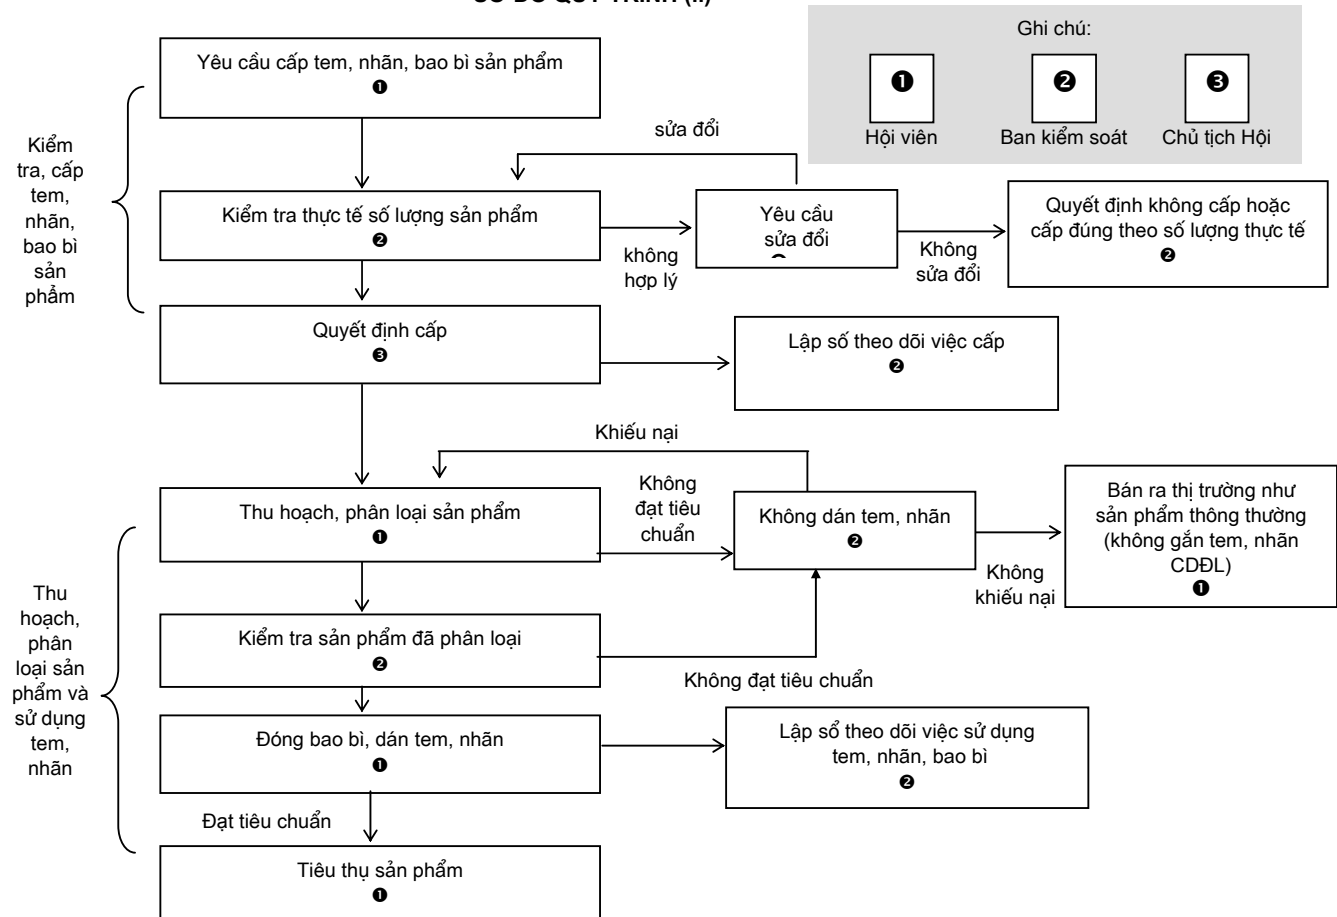 Ghi chú:
❶ ❷ ❸
Hội viên Ban kiểm soát Chủ tịch Hội
Kiểm
tra, cấp
tem,
nhãn,
bao bì
sản
phẩm
Yêu cầu cấp tem, nhãn, bao bì sản phẩm
❶
sửa đổi
Kiểm tra thực tế số lượng sản phẩm
❷
không
hợp lý
Yêu cầu
sửa đổi
Không
sửa đổi
Quyết định không cấp hoặc
cấp đúng theo số lượng thực tế
❷
Quyết định cấp
❸
Lập số theo dõi việc cấp
❷
Khiếu nại
Thu
hoạch,
phân
loại sản
phẩm và
sử dụng
tem,
nhãn
Thu hoạch, phân loại sản phẩm
❶
Không
đạt tiêu
chuẩn
Không dán tem, nhãn
❷
Không
khiếu nại
Bán ra thị trường như
sản phẩm thông thường
(không gắn tem, nhãn
CDĐL)
❶
Kiểm tra sản phẩm đã phân loại
❷
Không đạt tiêu chuẩn
Đóng bao bì, dán tem, nhãn
❶
Lập sổ theo dõi việc sử dụng
tem, nhãn, bao bì
❷
Đạt tiêu chuẩn
Tiêu thụ sản phẩm
❶